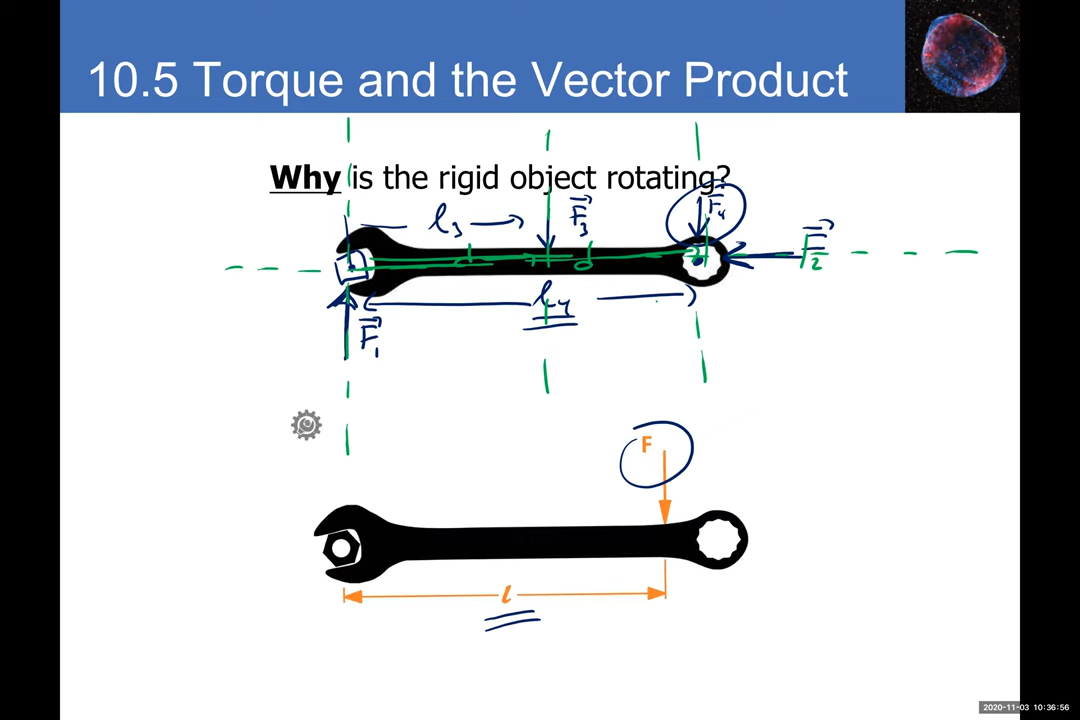 10.5 Torque and the Vector Product
Why is the rigid object rotating?
l₃ F₃ F₄
F₂
l₄
F₁
F
l
2020-11-03 10:36:56